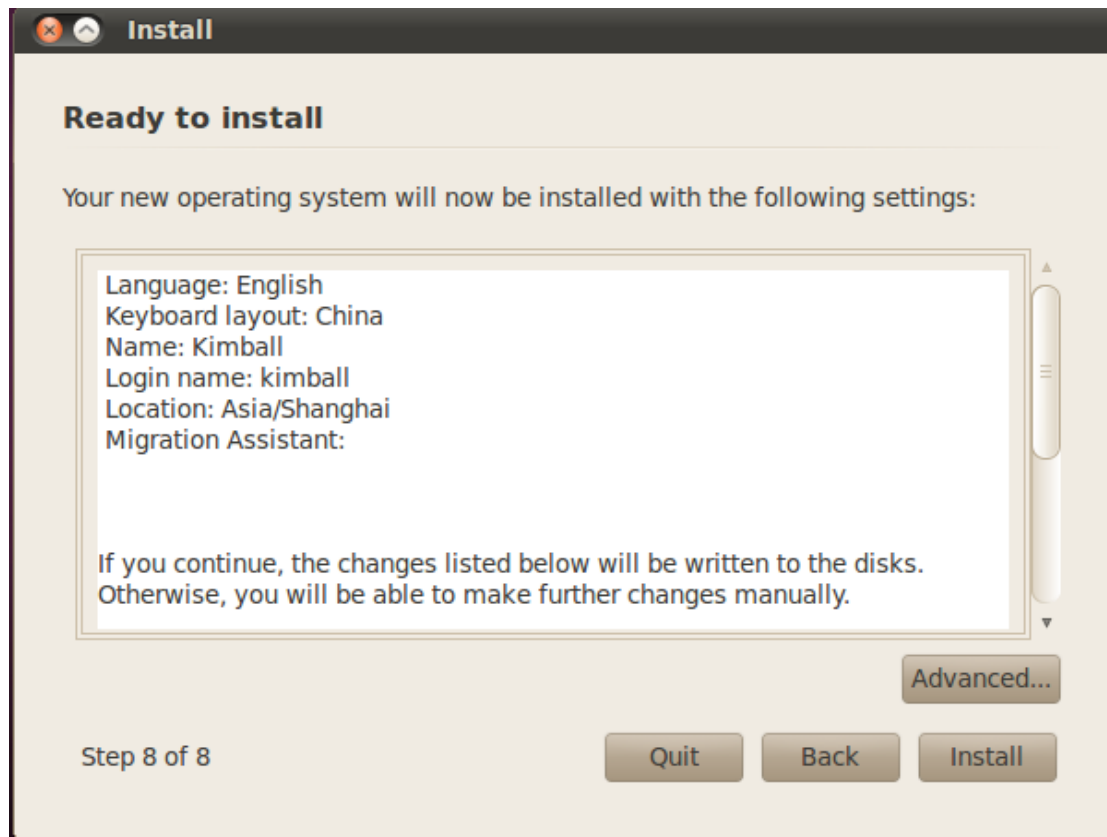 Install
Ready to install
Your new operating system will now be installed with the following settings:
Language: English
Keyboard layout: China
Name: Kimball
Login name: kimball
Location: Asia/Shanghai
Migration Assistant:
If you continue, the changes listed below will be written to the disks.
Otherwise, you will be able to make further changes manually.
Advanced...
Step 8 of 8
Quit
Back
Install